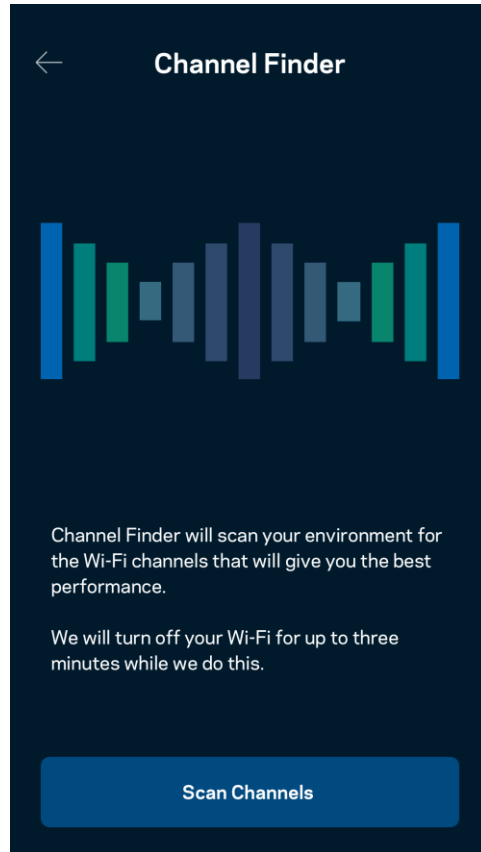 Channel Finder
Channel Finder will scan your environment for
the Wi-Fi channels that will give you the best
performance.
We will turn off your Wi-Fi for up to three
minutes while we do this.
Scan Channels